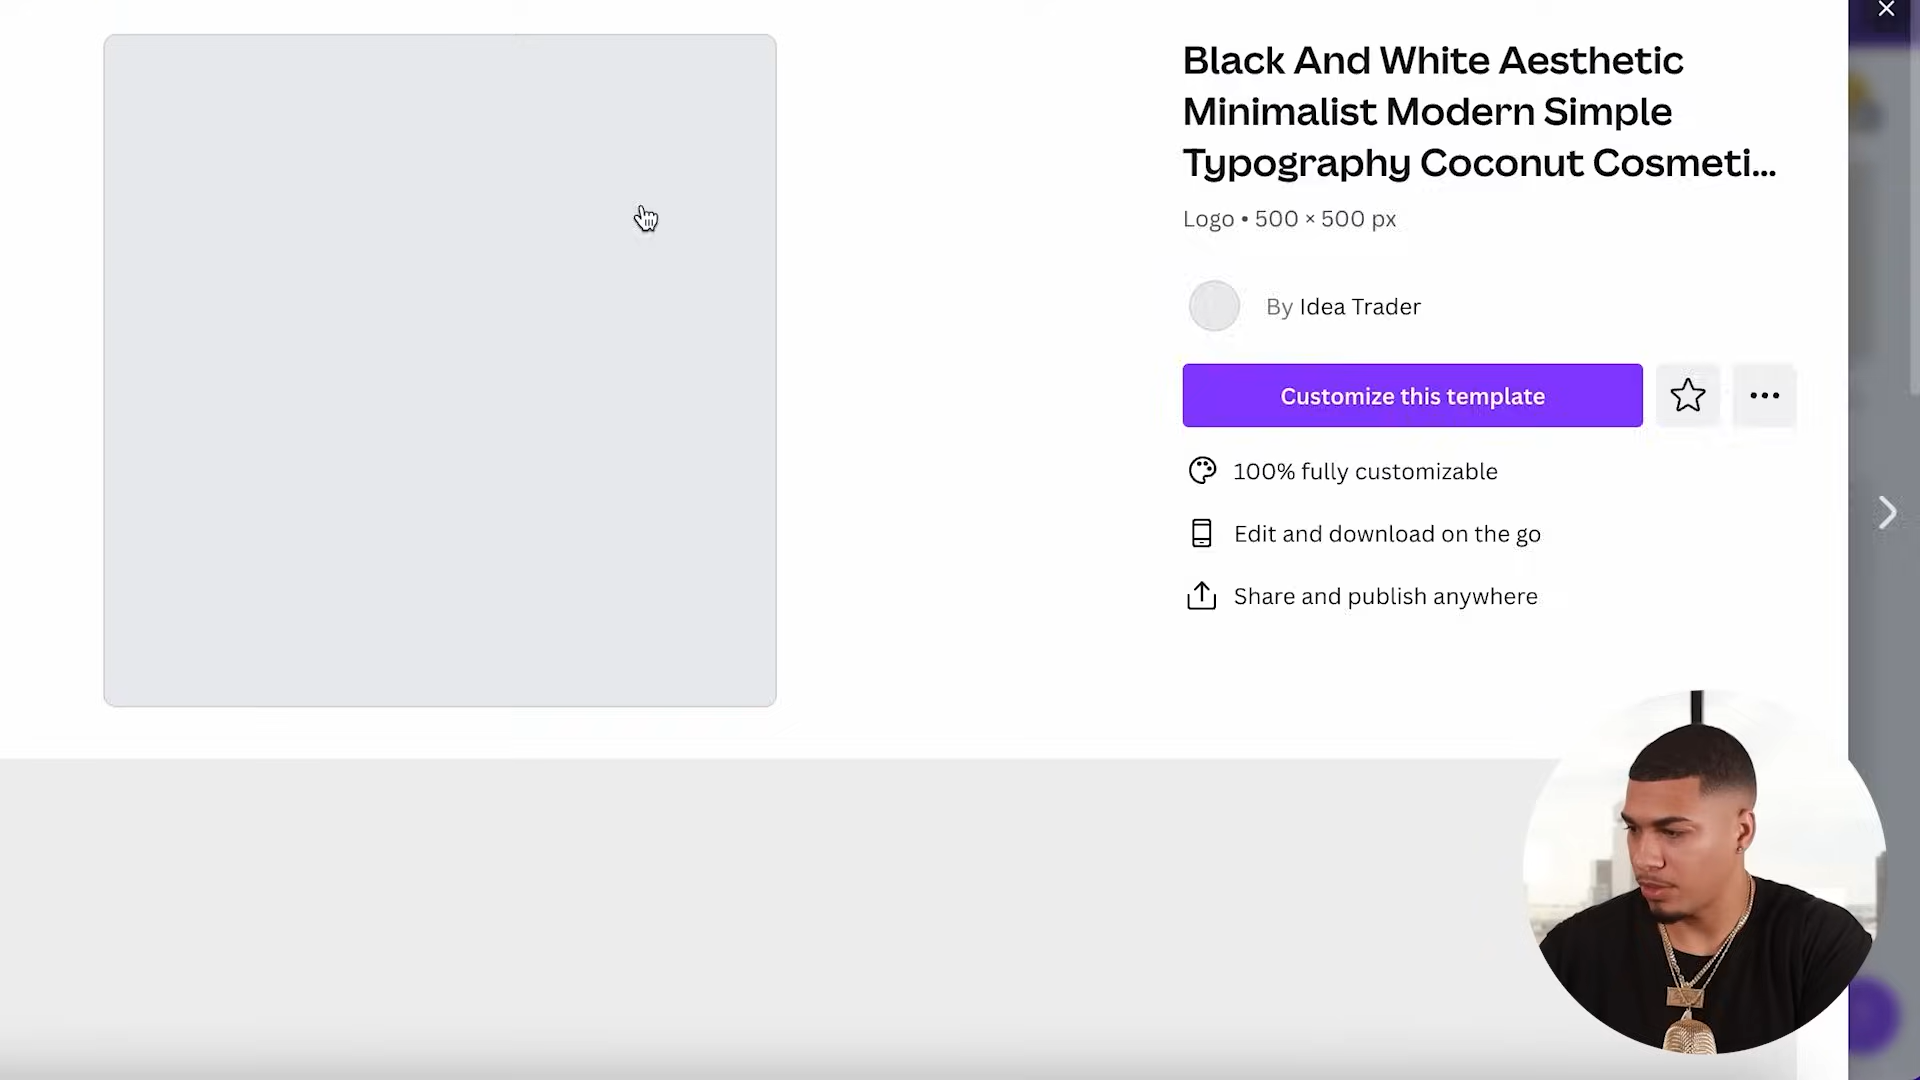 Black And White Aesthetic
Minimalist Modern Simple
Typography Coconut Cosmeti...
Logo • 500 × 500 px
By Idea Trader
Customize this template
100% fully customizable
Edit and download on the go
Share and publish anywhere